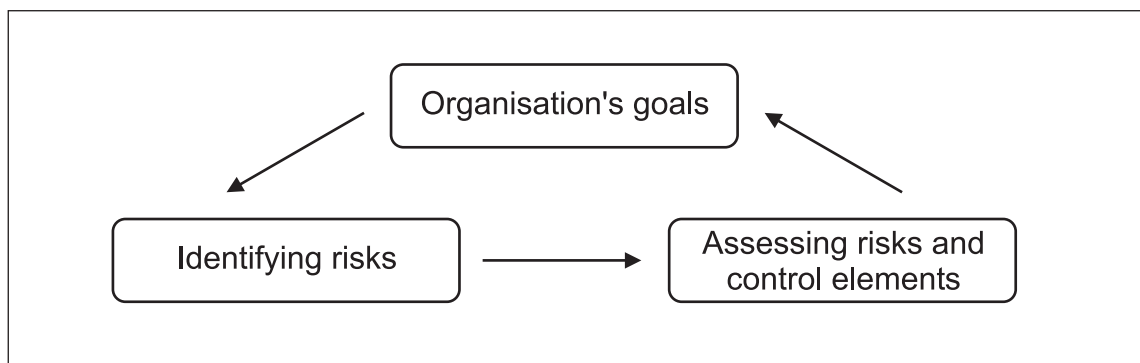 Organisation's goals
Identifying risks
Assessing risks and
control elements